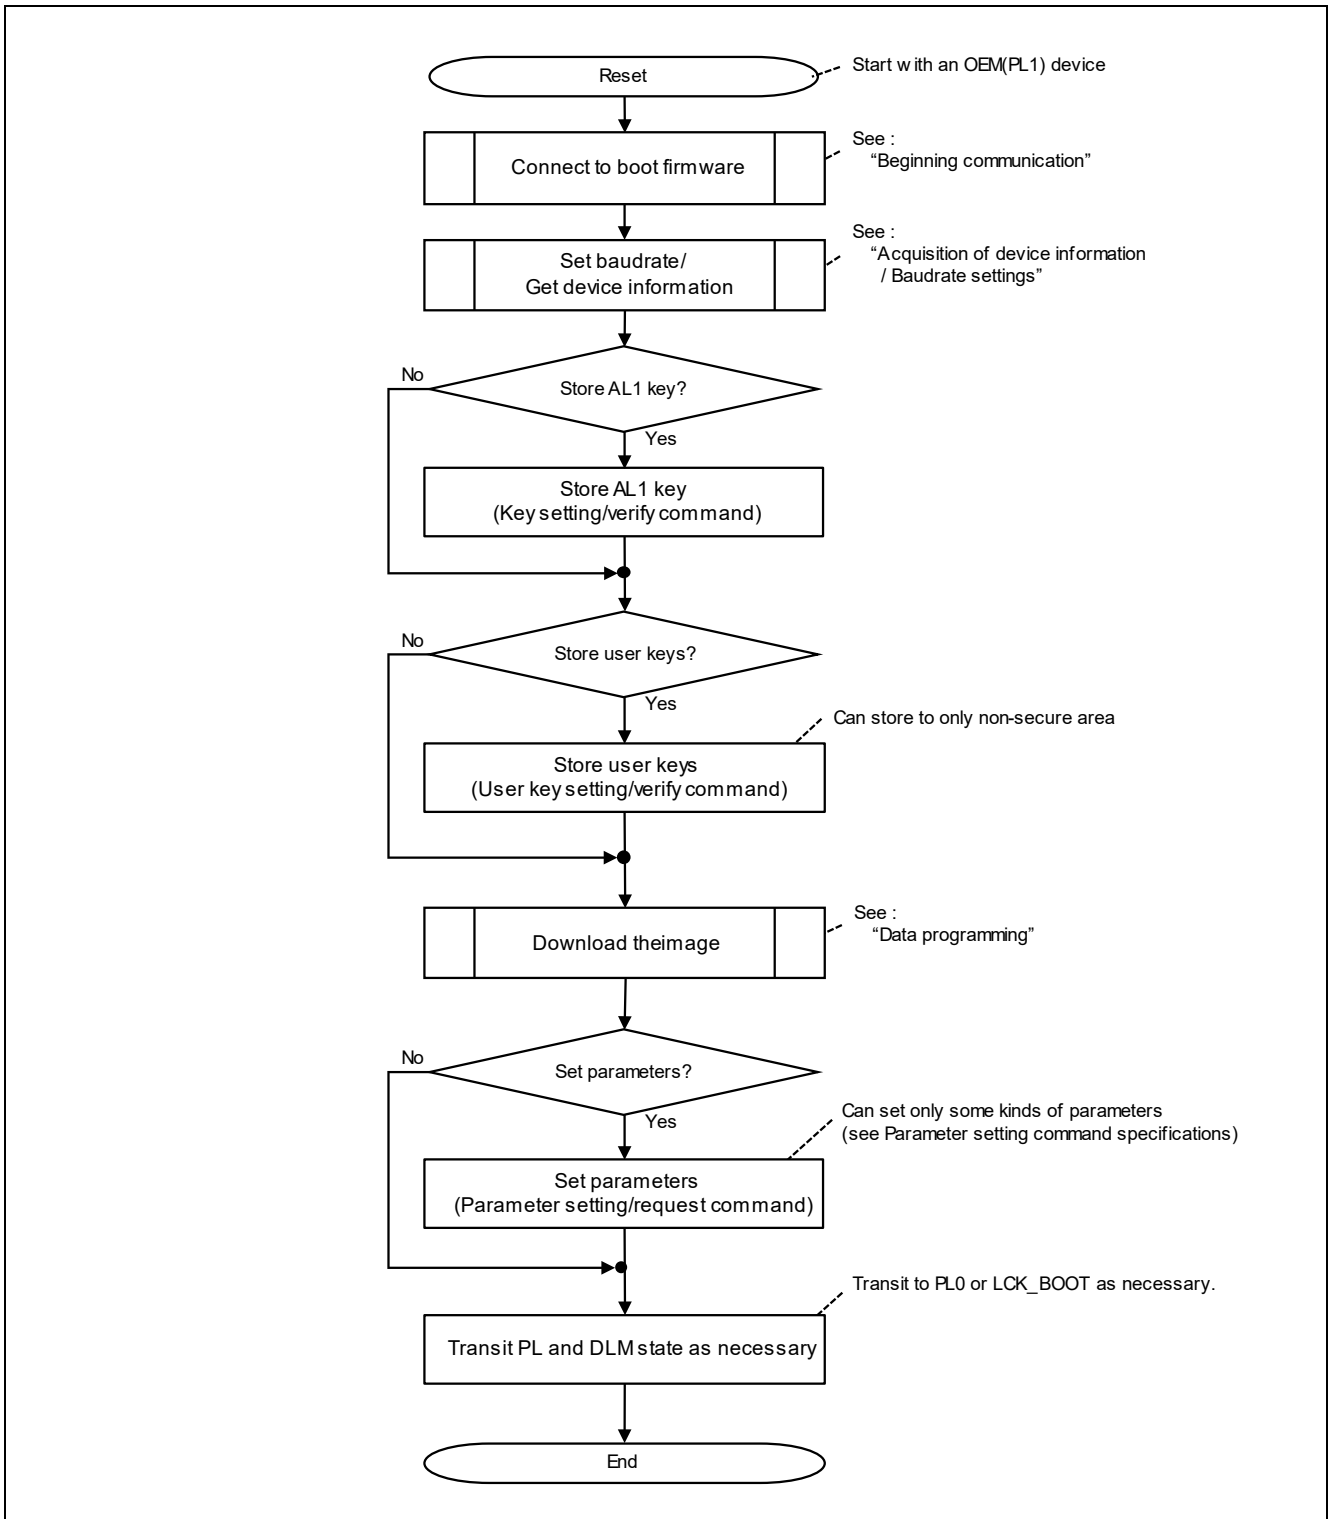 Reset
Start with an OEM(PL1) device
Connect to boot firmware
See :
“Beginning communication”
Set baudrate/
Get device information
See :
“Acquisition of device information
/ Baudrate settings”
No
Store AL1 key?
Yes
Store AL1 key
(Key setting/verify command)
No
Store user keys?
Yes
Can store to only non-secure area
Store user keys
(User key setting/verify command)
Download theimage
See :
“Data programming”
No
Set parameters?
Yes
Can set only some kinds of parameters
(see Parameter setting command specifications)
Set parameters
(Parameter setting/request command)
Transit to PL0 or LCK_BOOT as necessary.
Transit PL and DLM state as necessary
End